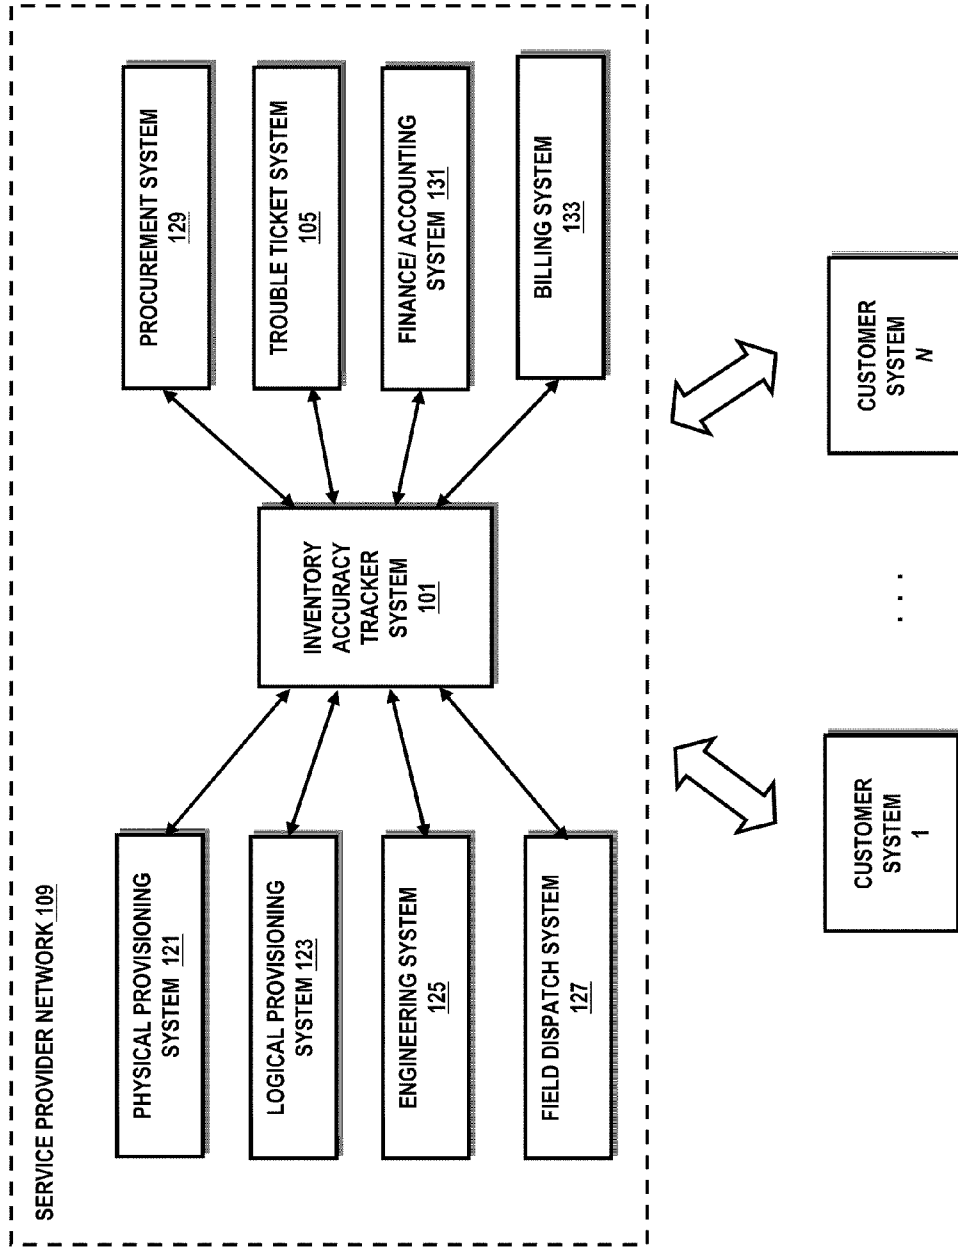 SERVICE PROVIDER NETWORK 109
PHYSICAL PROVISIONING
SYSTEM 121
LOGICAL PROVISIONING
SYSTEM 123
ENGINEERING SYSTEM
125
FIELD DISPATCH SYSTEM
127
INVENTORY
ACCURACY
TRACKER
SYSTEM
101
PROCUREMENT SYSTEM
129
TROUBLE TICKET SYSTEM
105
FINANCE/ ACCOUNTING
SYSTEM 131
BILLING SYSTEM
133
CUSTOMER
SYSTEM
1
. . .
CUSTOMER
SYSTEM
N